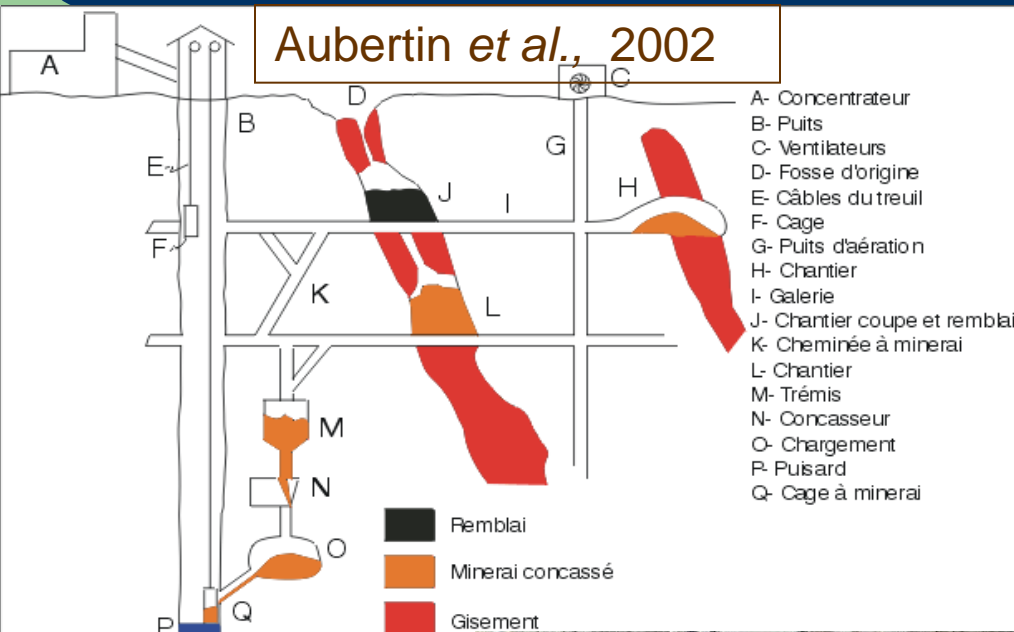 Aubertin et al., 2002
A
B
C
D
E
F
G
H
I
J
K
L
M
N
O
P
Q
A- Concentrateur
B- Puits
C- Ventilateurs
D- Fosse d'origine
E- Câbles du treuil
F- Cage
G- Puits d'aération
H- Chantier
I- Galerie
J- Chantier coupe et remblai
K- Cheminée à minerai
L- Chantier
M- Trémis
N- Concasseur
O- Chargement
P- Puisard
Q- Cage à minerai
Remblai
Minerai concassé
Gisement